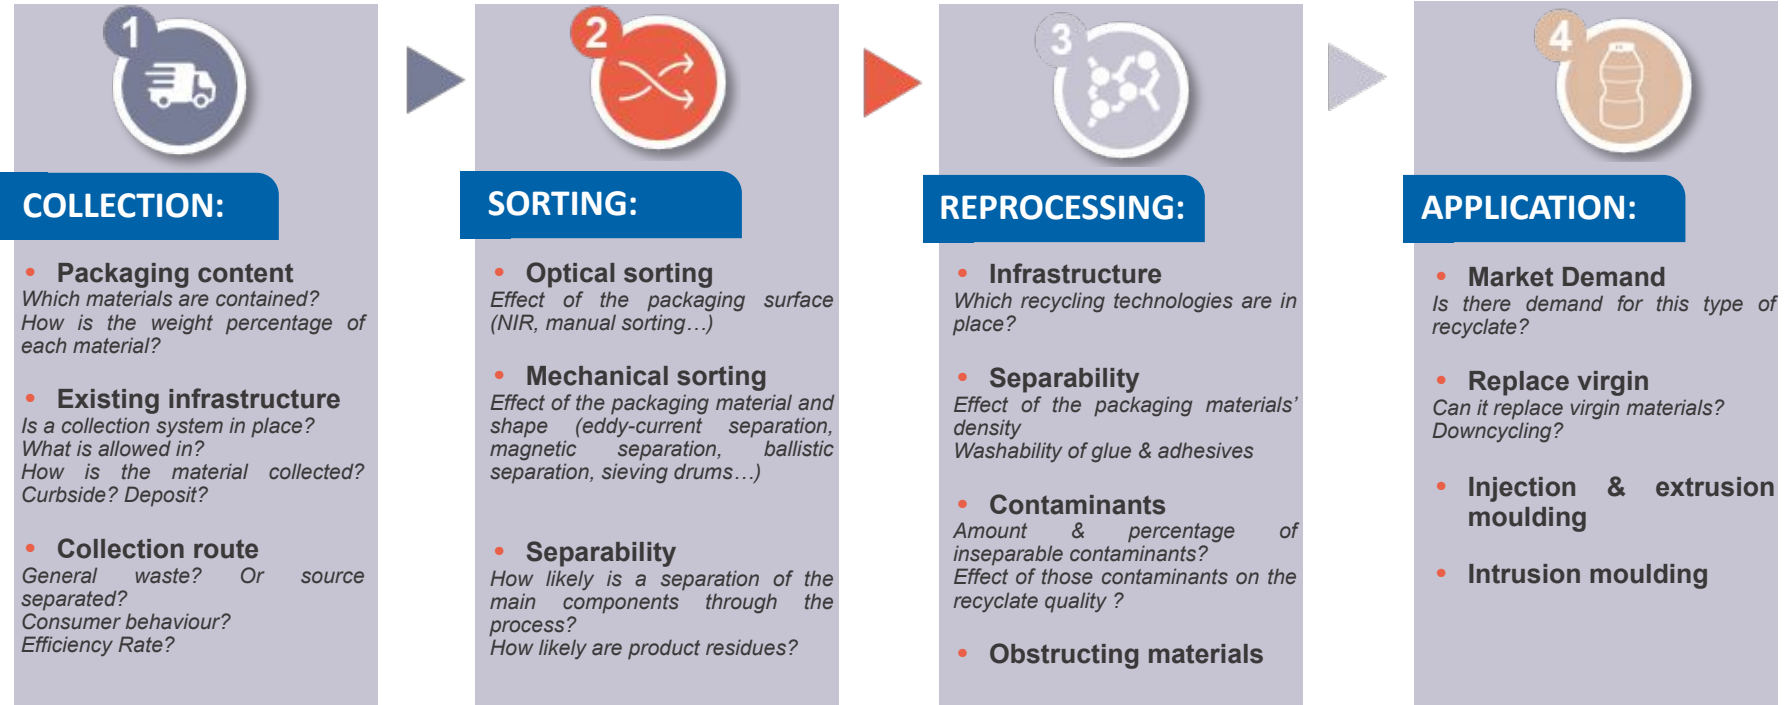 1
COLLECTION:
• Packaging content
Which materials are contained?
How is the weight percentage of
each material?
• Existing infrastructure
Is a collection system in place?
What is allowed in?
How is the material collected?
Curbside? Deposit?
• Collection route
General waste? Or source
separated?
Consumer behaviour?
Efficiency Rate?
2
SORTING:
• Optical sorting
Effect of the packaging surface
(NIR, manual sorting…)
• Mechanical sorting
Effect of the packaging material and
shape (eddy-current separation,
magnetic separation, ballistic
separation, sieving drums…)
• Separability
How likely is a separation of the
main components through the
process?
How likely are product residues?
3
REPROCESSING:
• Infrastructure
Which recycling technologies are in
place?
• Separability
Effect of the packaging materials’
density
Washability of glue & adhesives
• Contaminants
Amount & percentage of
inseparable contaminants?
Effect of those contaminants on the
recyclate quality ?
• Obstructing materials
4
APPLICATION:
• Market Demand
Is there demand for this type of
recyclate?
• Replace virgin
Can it replace virgin materials?
Downcycling?
• Injection & extrusion
moulding
• Intrusion moulding